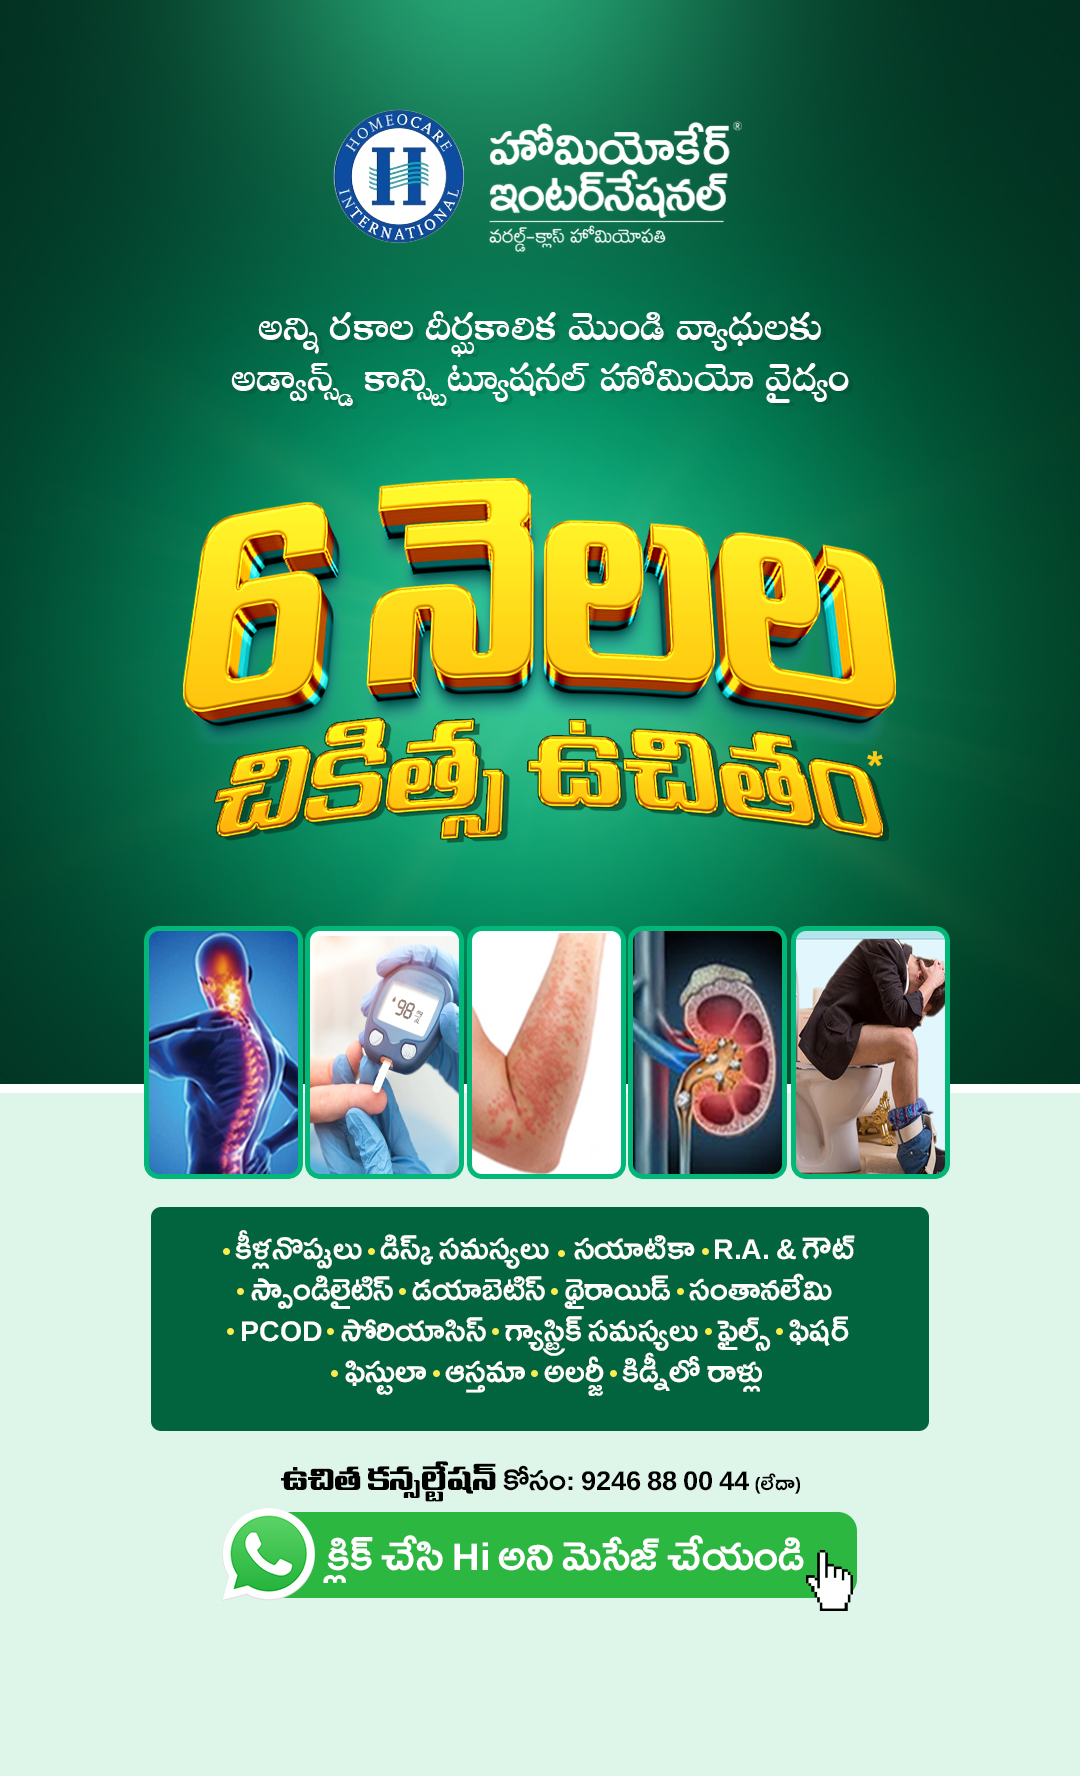 HOMEOCARE INTERNATIONAL
హోమియోకేర్ ®
ఇంటర్‌నేషనల్
వరల్డ్-క్లాస్ హోమియోపతి
అన్ని రకాల దీర్ఘకాలిక మొండి వ్యాధులకు
అడ్వాన్స్డ్ కాన్స్టిట్యూషనల్ హోమియో వైద్యం
6 నెలల
చికిత్స ఉచితం*
98
• కీళ్లనొప్పులు • డిస్క్ సమస్యలు • సయాటికా • R.A. & గౌట్
• స్పాండిలైటిస్ • డయాబెటిస్ • థైరాయిడ్ • సంతానలేమి
• PCOD • సోరియాసిస్ • గ్యాస్ట్రిక్ సమస్యలు • ఫైల్స్ • ఫిషర్
• ఫిస్టులా • ఆస్తమా • అలర్జీ • కిడ్నీలో రాళ్లు
ఉచిత కన్సల్టేషన్ కోసం: 9246 88 00 44 (లేదా)
క్లిక్ చేసి Hi అని మెసేజ్ చేయండి